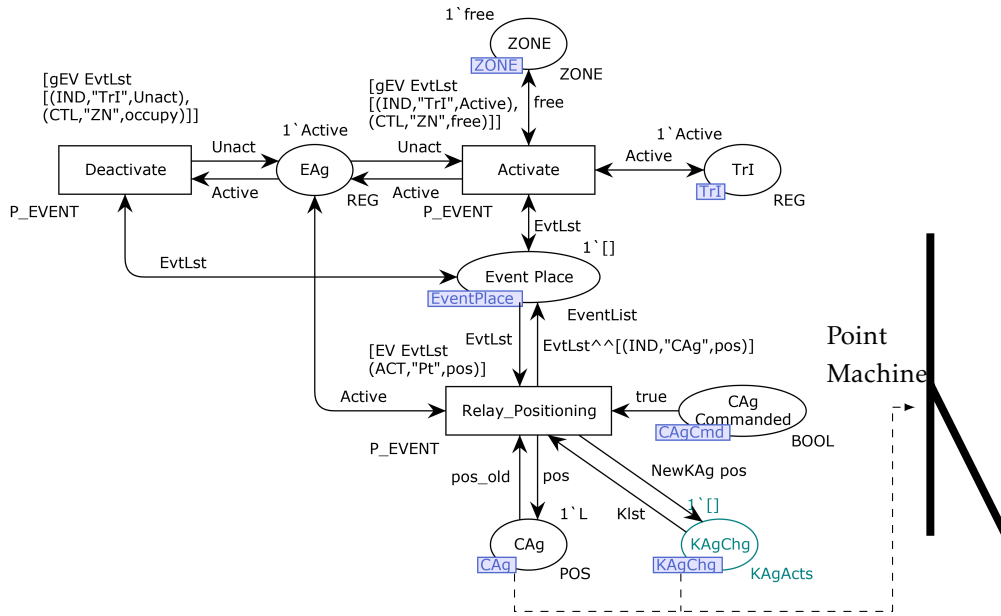 1`free
ZONE
ZONE
ZONE
[gEV EvtLst
[(IND,"TrI",Unact),
(CTL,"ZN",occupy)]]
[gEV EvtLst
[(IND,"TrI",Active),
(CTL,"ZN",free)]]
free
1`Active
1`Active
Unact
Unact
Active
Deactivate
EAg
Activate
TrI
TrI
Active
Active
REG
REG
P_EVENT
P_EVENT
EvtLst
1`[]
EvtLst
Event Place
EventPlace
EventList
EvtLst
EvtLst^^[(IND,"CAg",pos)]
[EV EvtLst
(ACT,"Pt",pos)]
Point
Machine
Active
Relay_Positioning
true
CAg
Commanded
CAgCmd
BOOL
P_EVENT
pos_old
pos
NewKAg pos
1`[]
1`L
Klst
CAg
CAg
POS
KAgChg
KAgChg
KAgActs